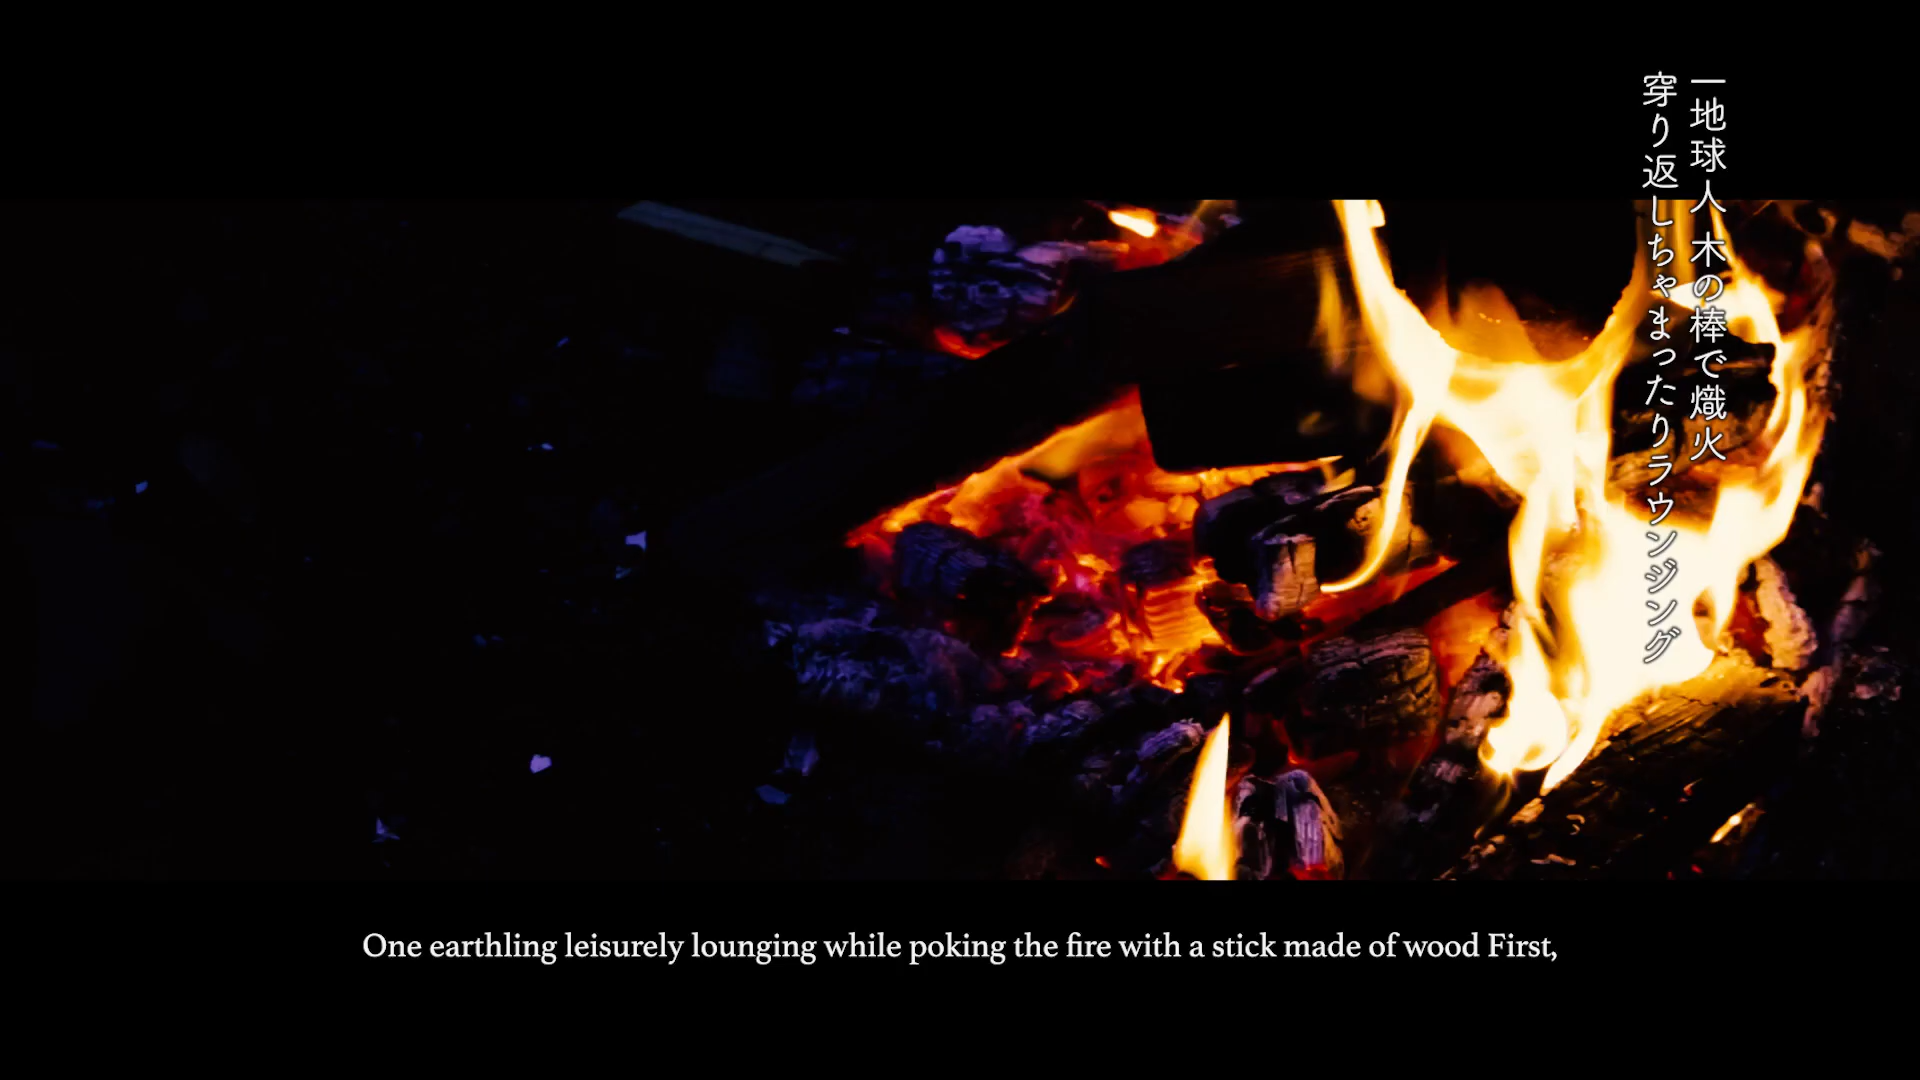 一地球人 木の棒で熾火
穿り返しちゃまったりラウンジング
One earthling leisurely lounging while poking the fire with a stick made of wood First,